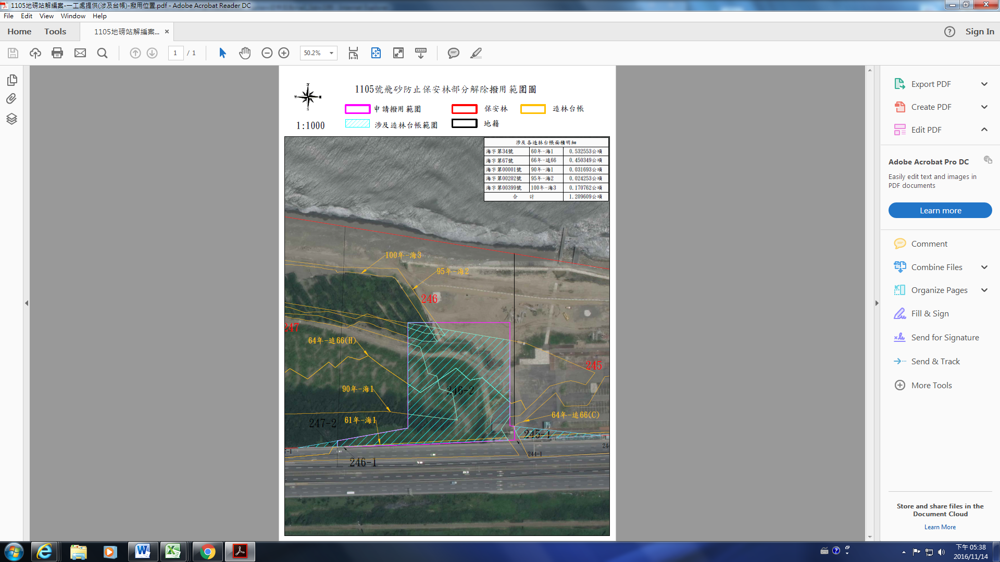 1105地磅站解編案-一工處提供(涉及台帳)-撥用位置.pdf - Adobe Acrobat Reader DC
File Edit View Window Help
Home Tools 1105地磅站解編案... × Sign In
1 / 1 50.2%
1105號飛砂防止保安林部分解除撥用範圍圖
N
S
1:1000
申請撥用範圍 保安林 造林台帳
涉及造林台帳範圍 地籍
涉及各造林台帳面積明細
海字第34號 60年-海1 0.532553公頃
海字第67號 66年-追66 0.450349公頃
海字第00001號 90年-海1 0.031693公頃
海字第00202號 95年-海2 0.024253公頃
海字第00399號 100年-海3 0.170762公頃
合 計 1.209609公頃
100年-海3
95年-海2
246
247
64年-追66(H)
245
90年-海1
246-2
64年-追66(C)
61年-海1
247-2
245-1
244-1
246-1
Export PDF
Create PDF
Edit PDF
Adobe Acrobat Pro DC
Easily edit text and images in
PDF documents
Learn more
Comment
Combine Files
Organize Pages
Fill & Sign
Send for Signature
Send & Track
More Tools
Store and share files in the
Document Cloud
Learn More
下午 05:38
2016/11/14